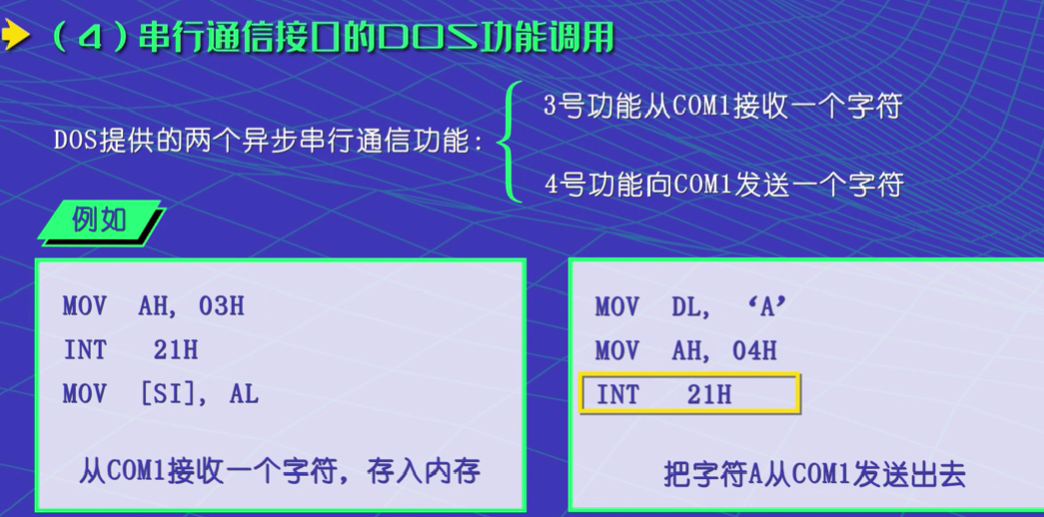 (4)串行通信接口的DOS功能调用
DOS提供的两个异步串行通信功能:
3号功能从COM1接收一个字符
4号功能向COM1发送一个字符
例如
MOV AH, 03H
INT 21H
MOV [SI], AL
从COM1接收一个字符, 存入内存
MOV DL, ‘A’
MOV AH, 04H
INT 21H
把字符A从COM1发送出去